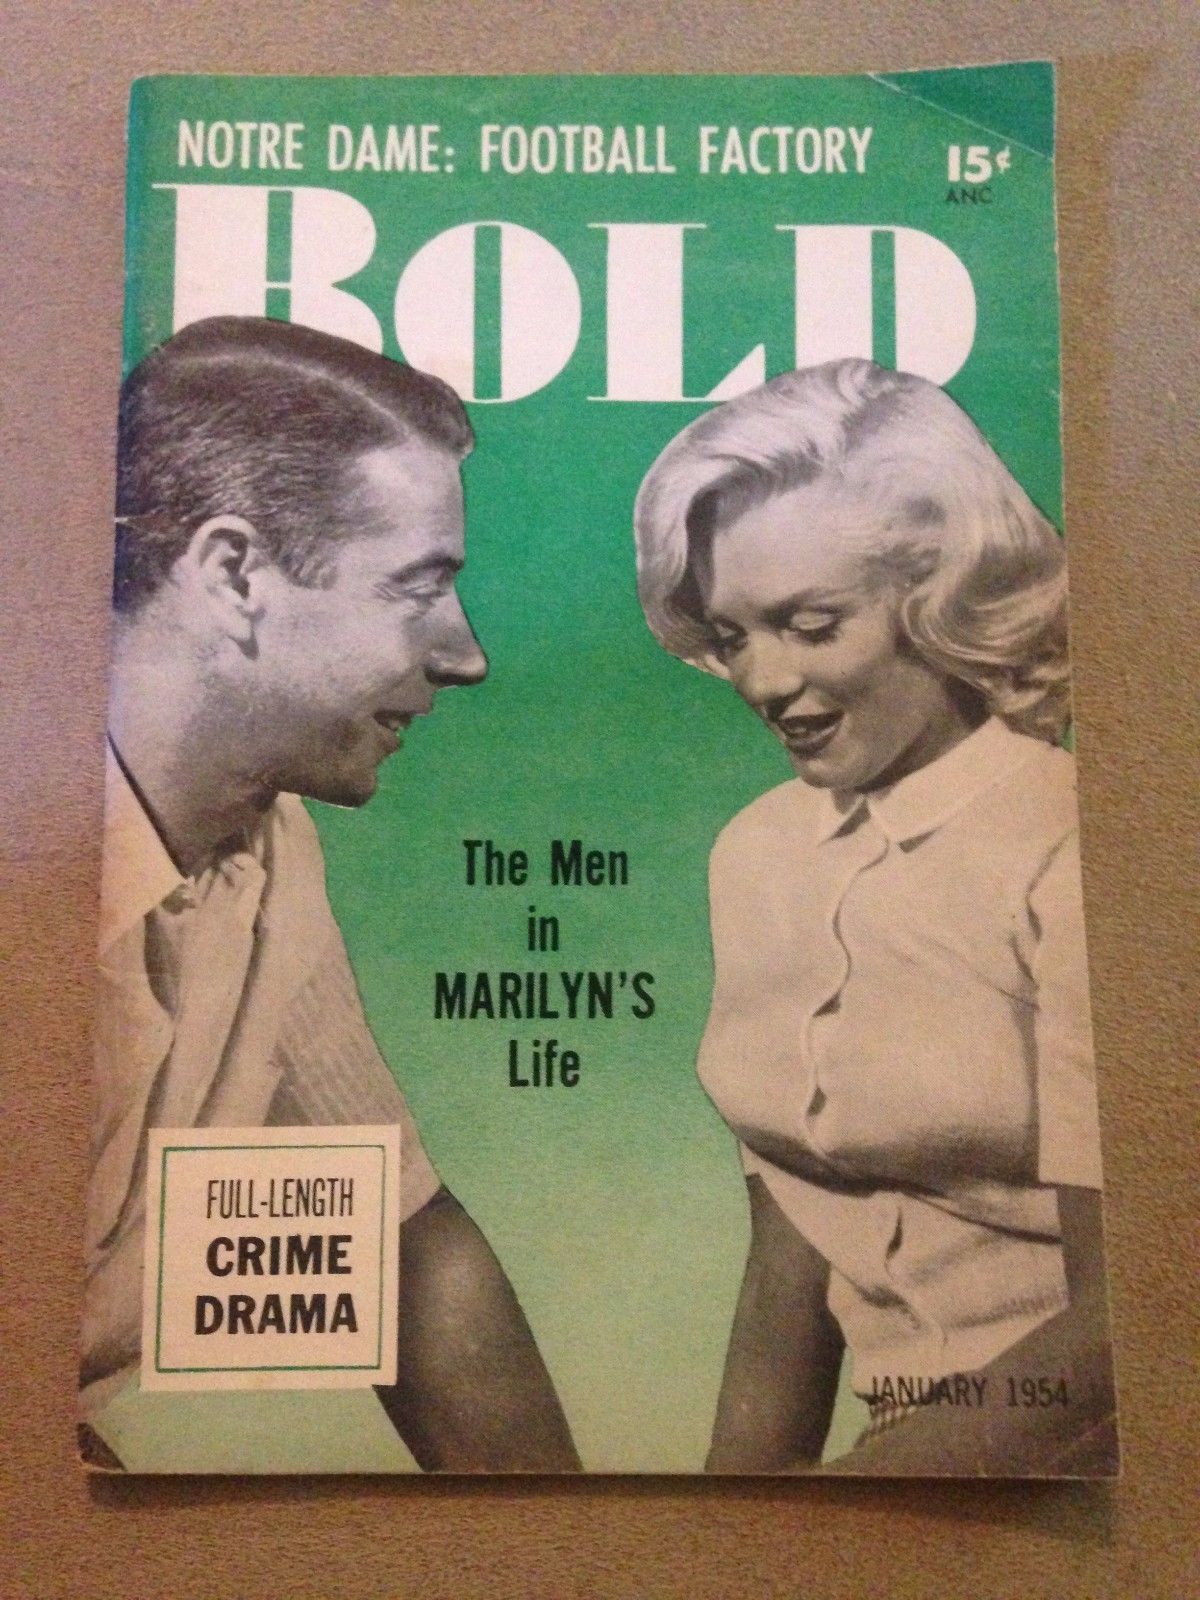 NOTRE DAME: FOOTBALL FACTORY
15¢
ANC
BOLD
The Men
in
MARILYN'S
Life
FULL-LENGTH
CRIME
DRAMA
JANUARY 1954